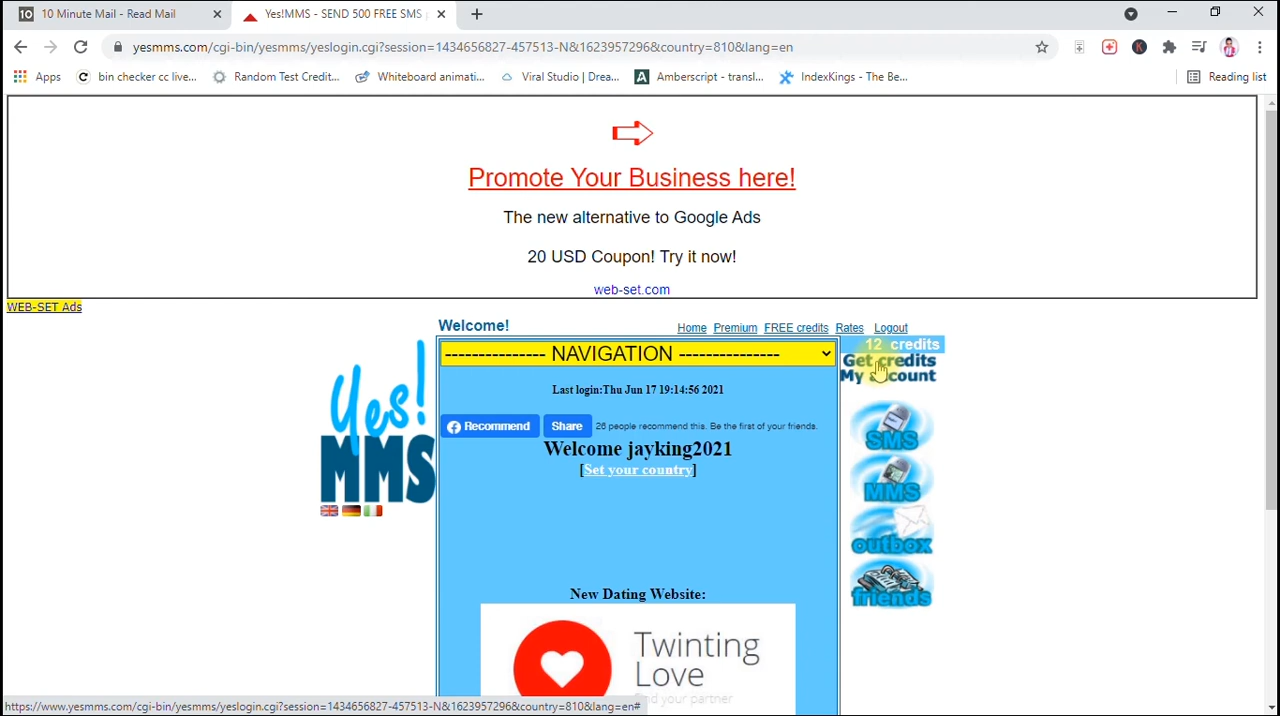 10 Minute Mail - Read Mail
Yes!MMS - SEND 500 FREE SMS
yesmms.com/cgi-bin/yesmms/yeslogin.cgi?session=1434656827-457513-N&1623957296&country=810&lang=en
Apps
bin checker cc live...
Random Test Credit...
Whiteboard animati...
Viral Studio | Drea...
Amberscript - transl...
IndexKings - The Be...
Reading list
Promote Your Business here!
The new alternative to Google Ads
20 USD Coupon! Try it now!
web-set.com
WEB-SET Ads
Welcome!
Home Premium FREE credits Rates Logout
--------------- NAVIGATION ---------------
12 credits
Get credits
My account
Last login:Thu Jun 17 19:14:56 2021
Recommend Share 26 people recommend this. Be the first of your friends.
Welcome jayking2021
[Set your country]
Yes!
MMS
SMS
MMS
outbox
friends
New Dating Website:
Twinting
Love
find your partner
https://www.yesmms.com/cgi-bin/yesmms/yeslogin.cgi?session=1434656827-457513-N&1623957296&country=810&lang=en#